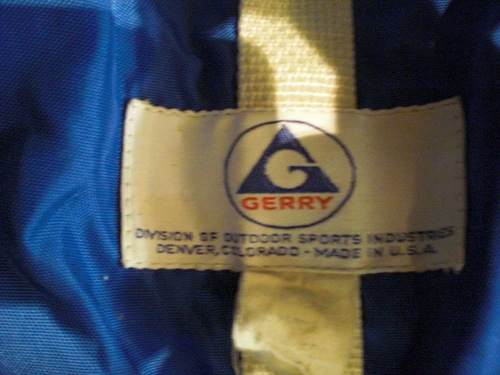 G
GERRY
DIVISION OF OUTDOOR SPORTS INDUSTRIES
DENVER, COLORADO - MADE IN U.S.A.